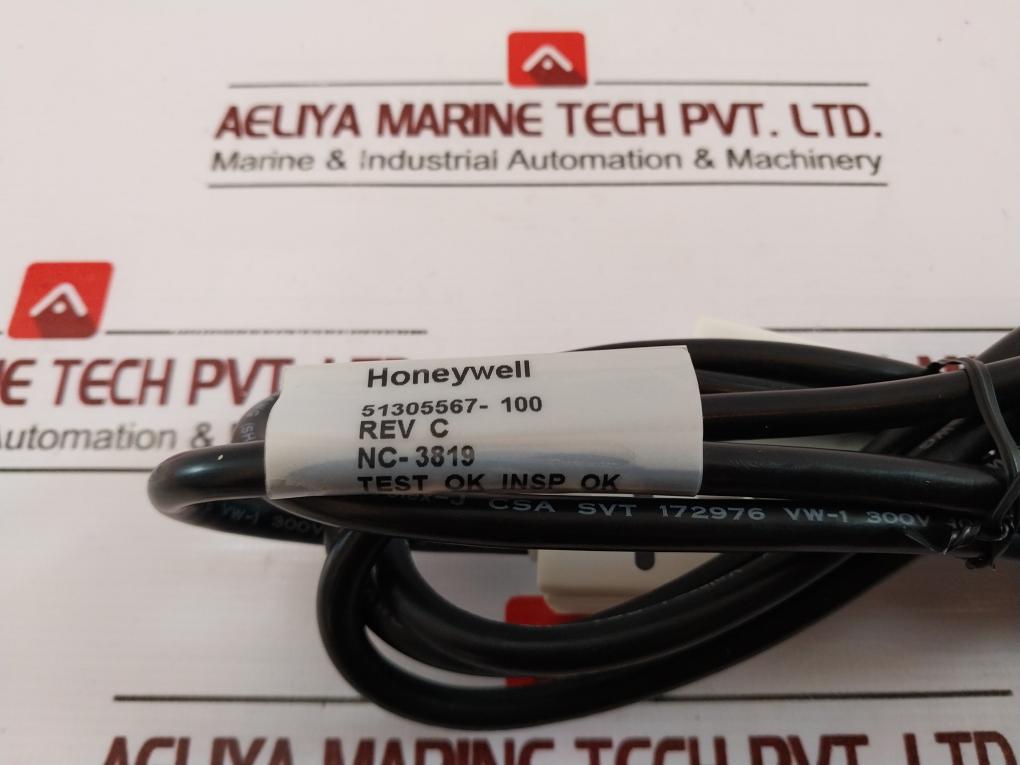 AELIYA MARINE TECH PVT. LTD.
Marine & Industrial Automation & Machinery
E TECH PVT
Automation &
Honeywell
51305567- 100
REV C
NC-3819
TEST OK INSP OK
CSA SVT 172976 VW-1 300V
VW-1 300V
AELIYA MARINE TECH PVT. LTD.